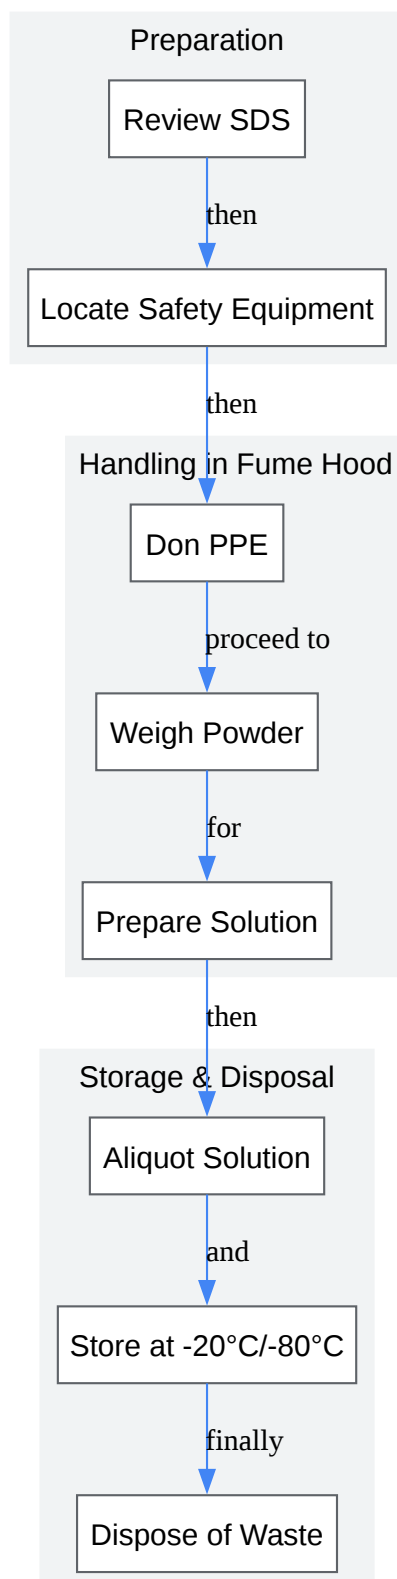 Preparation
Review SDS
then
Locate Safety Equipment
then
Handling in Fume Hood
Don PPE
proceed to
Weigh Powder
for
Prepare Solution
then
Storage & Disposal
Aliquot Solution
and
Store at -20°C/-80°C
finally
Dispose of Waste